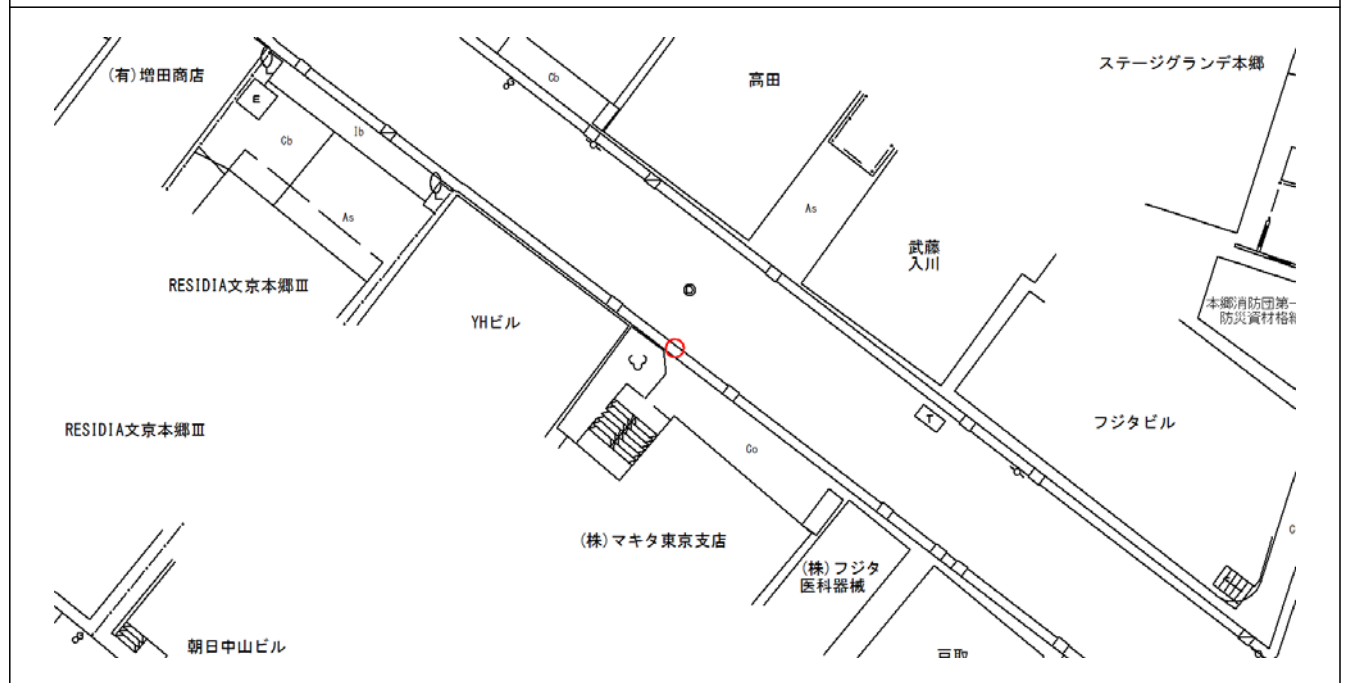 ステージグランデ本郷
(有)増田商店
高田
Cb
E
Ib
Cb
As
As
武藤
入川
RESIDIA文京本郷Ⅲ
YHビル
本郷消防団第一
防災資材格納
T
フジタビル
RESIDIA文京本郷Ⅲ
Co
(株)マキタ東京支店
(株)フジタ
医科器械
朝日中山ビル